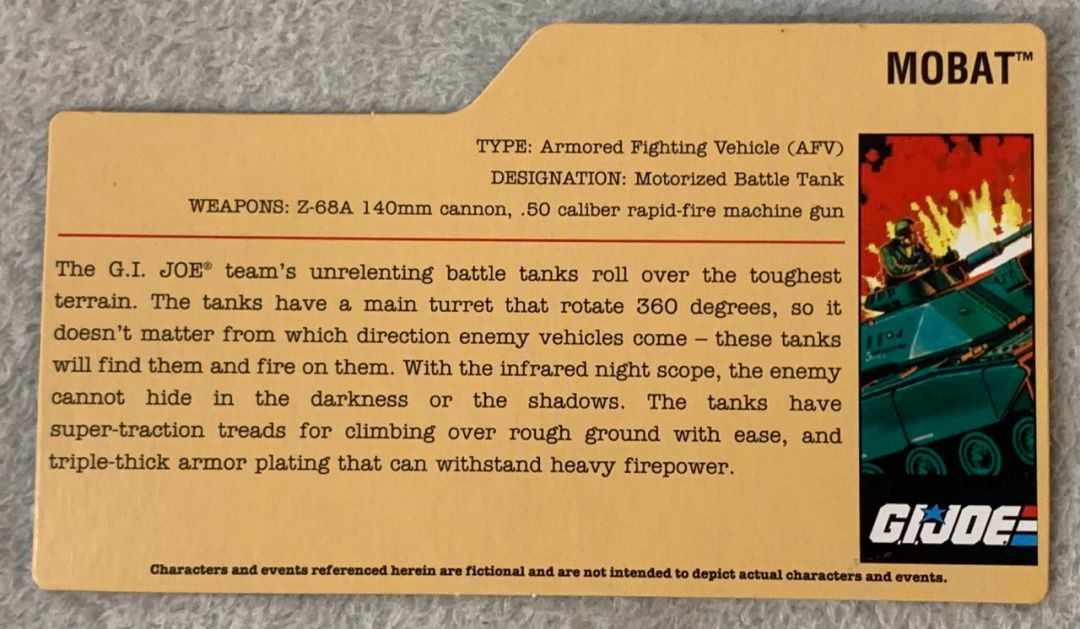 MOBAT™
TYPE: Armored Fighting Vehicle (AFV)
DESIGNATION: Motorized Battle Tank
WEAPONS: Z-68A 140mm cannon, .50 caliber rapid-fire machine gun
The G.I. JOE® team's unrelenting battle tanks roll over the toughest
terrain. The tanks have a main turret that rotate 360 degrees, so it
doesn't matter from which direction enemy vehicles come – these tanks
will find them and fire on them. With the infrared night scope, the enemy
cannot hide in the darkness or the shadows. The tanks have
super-traction treads for climbing over rough ground with ease, and
triple-thick armor plating that can withstand heavy firepower.
G.I.JOE
Characters and events referenced herein are fictional and are not intended to depict actual characters and events.